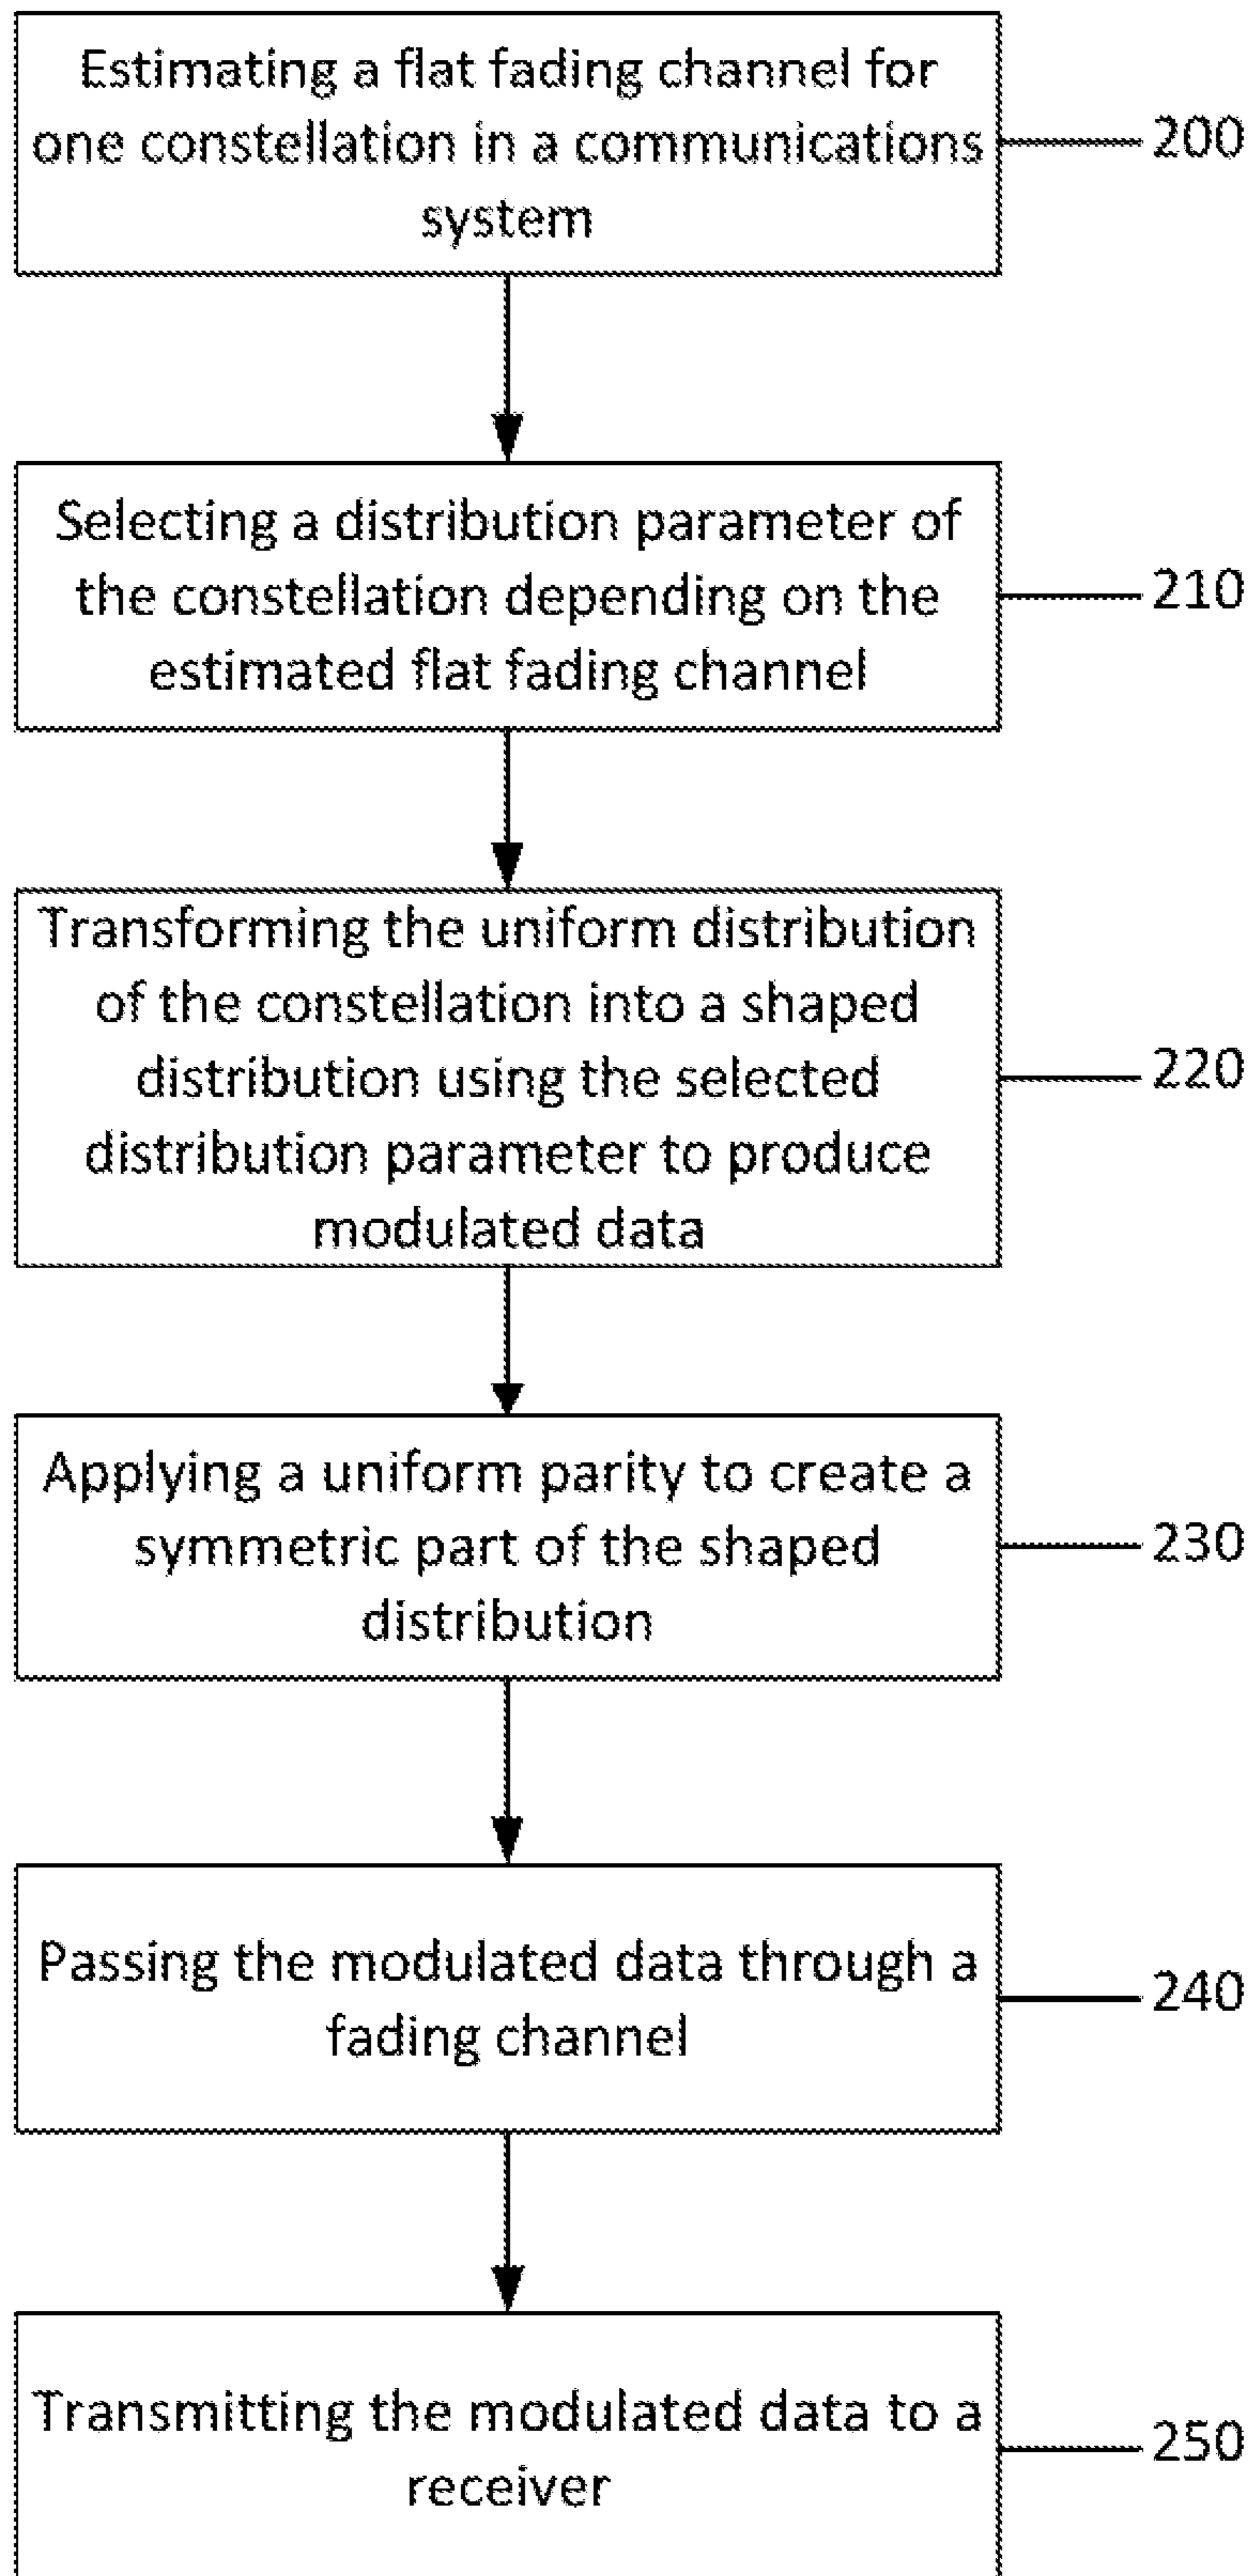 Estimating a flat fading channel for
one constellation in a communications
system
200
Selecting a distribution parameter of
the constellation depending on the
estimated flat fading channel
210
Transforming the uniform distribution
of the constellation into a shaped
distribution using the selected
distribution parameter to produce
modulated data
220
Applying a uniform parity to create a
symmetric part of the shaped
distribution
230
Passing the modulated data through a
fading channel
240
Transmitting the modulated data to a
receiver
250